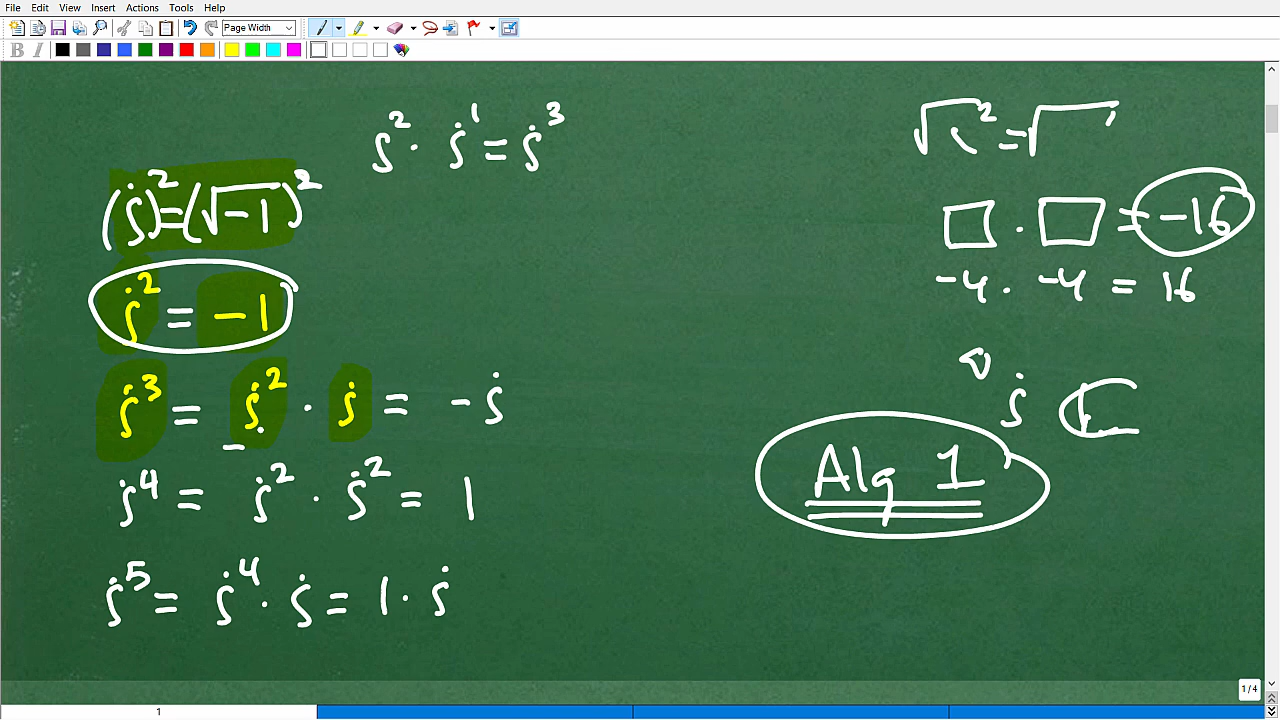 File Edit View Insert Actions Tools Help
Page Width
B I
i² · i¹ = i³
(i)² = (√-1)²
i² = -1
i³ = i² · i = -i
i⁴ = i² · i² = 1
i⁵ = i⁴ · i = 1 · i
□ · □ = -16
-4 · -4 = 16
i
Alg 1
1/4
1